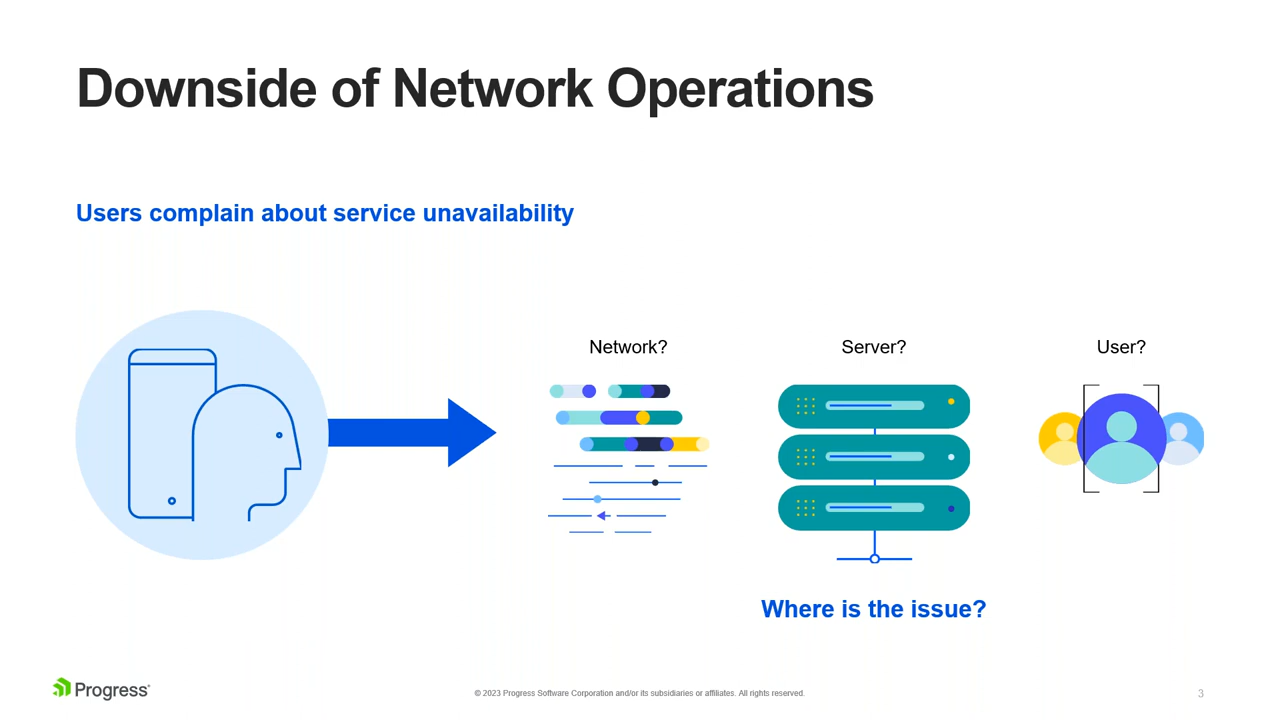 Downside of Network Operations
Users complain about service unavailability
Network?
Server?
User?
Where is the issue?
Progress®
© 2023 Progress Software Corporation and/or its subsidiaries or affiliates. All rights reserved.
3